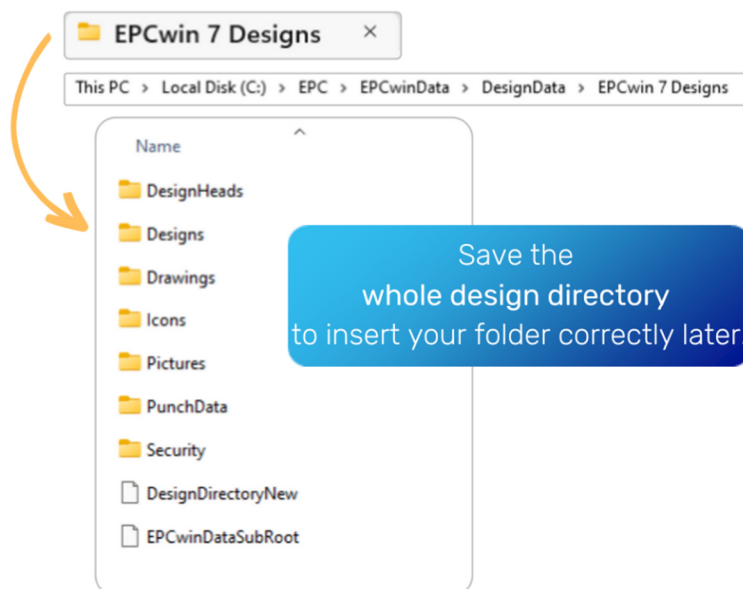 EPCwin 7 Designs ×
This PC > Local Disk (C:) > EPC > EPCwinData > DesignData > EPCwin 7 Designs
Name
DesignHeads
Designs
Drawings
Icons
Pictures
PunchData
Security
DesignDirectoryNew
EPCwinDataSubRoot
Save the
whole design directory
to insert your folder correctly later.